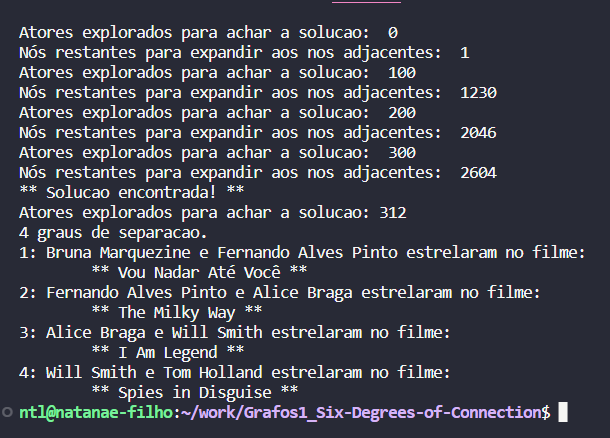 Atores explorados para achar a solucao:  0
Nós restantes para expandir aos nos adjacentes:  1
Atores explorados para achar a solucao:  100
Nós restantes para expandir aos nos adjacentes:  1230
Atores explorados para achar a solucao:  200
Nós restantes para expandir aos nos adjacentes:  2046
Atores explorados para achar a solucao:  300
Nós restantes para expandir aos nos adjacentes:  2604
** Solucao encontrada! **
Atores explorados para achar a solucao: 312
4 graus de separacao.
1: Bruna Marquezine e Fernando Alves Pinto estrelaram no filme:
** Vou Nadar Até Você **
2: Fernando Alves Pinto e Alice Braga estrelaram no filme:
** The Milky Way **
3: Alice Braga e Will Smith estrelaram no filme:
** I Am Legend **
4: Will Smith e Tom Holland estrelaram no filme:
** Spies in Disguise **
ntl@natanae-filho:~/work/Grafos1_Six-Degrees-of-Connection$